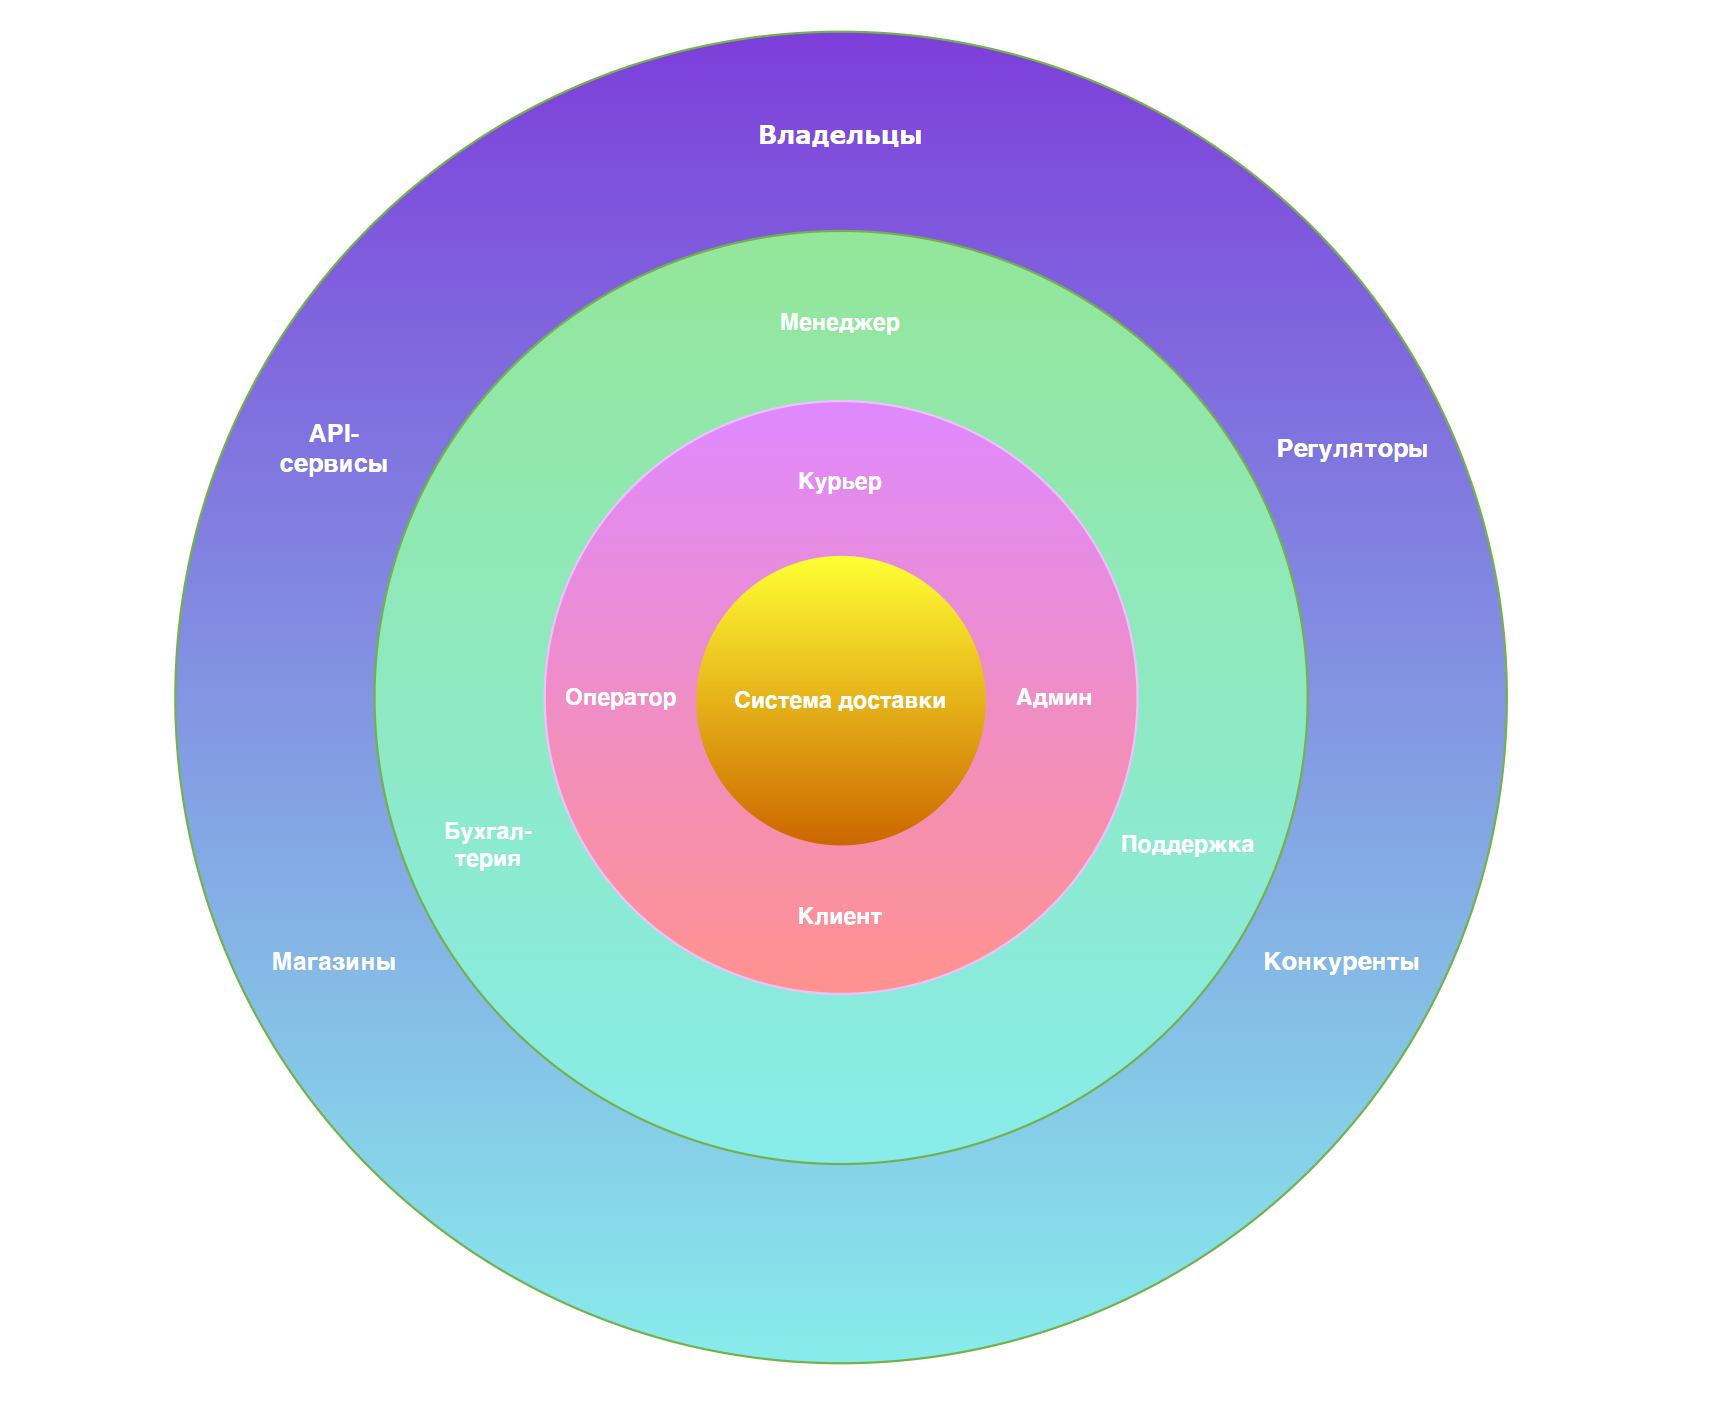 Владельцы
Менеджер
API-
сервисы
Регуляторы
Курьер
Оператор
Система доставки
Админ
Бухгал-
терия
Поддержка
Клиент
Магазины
Конкуренты